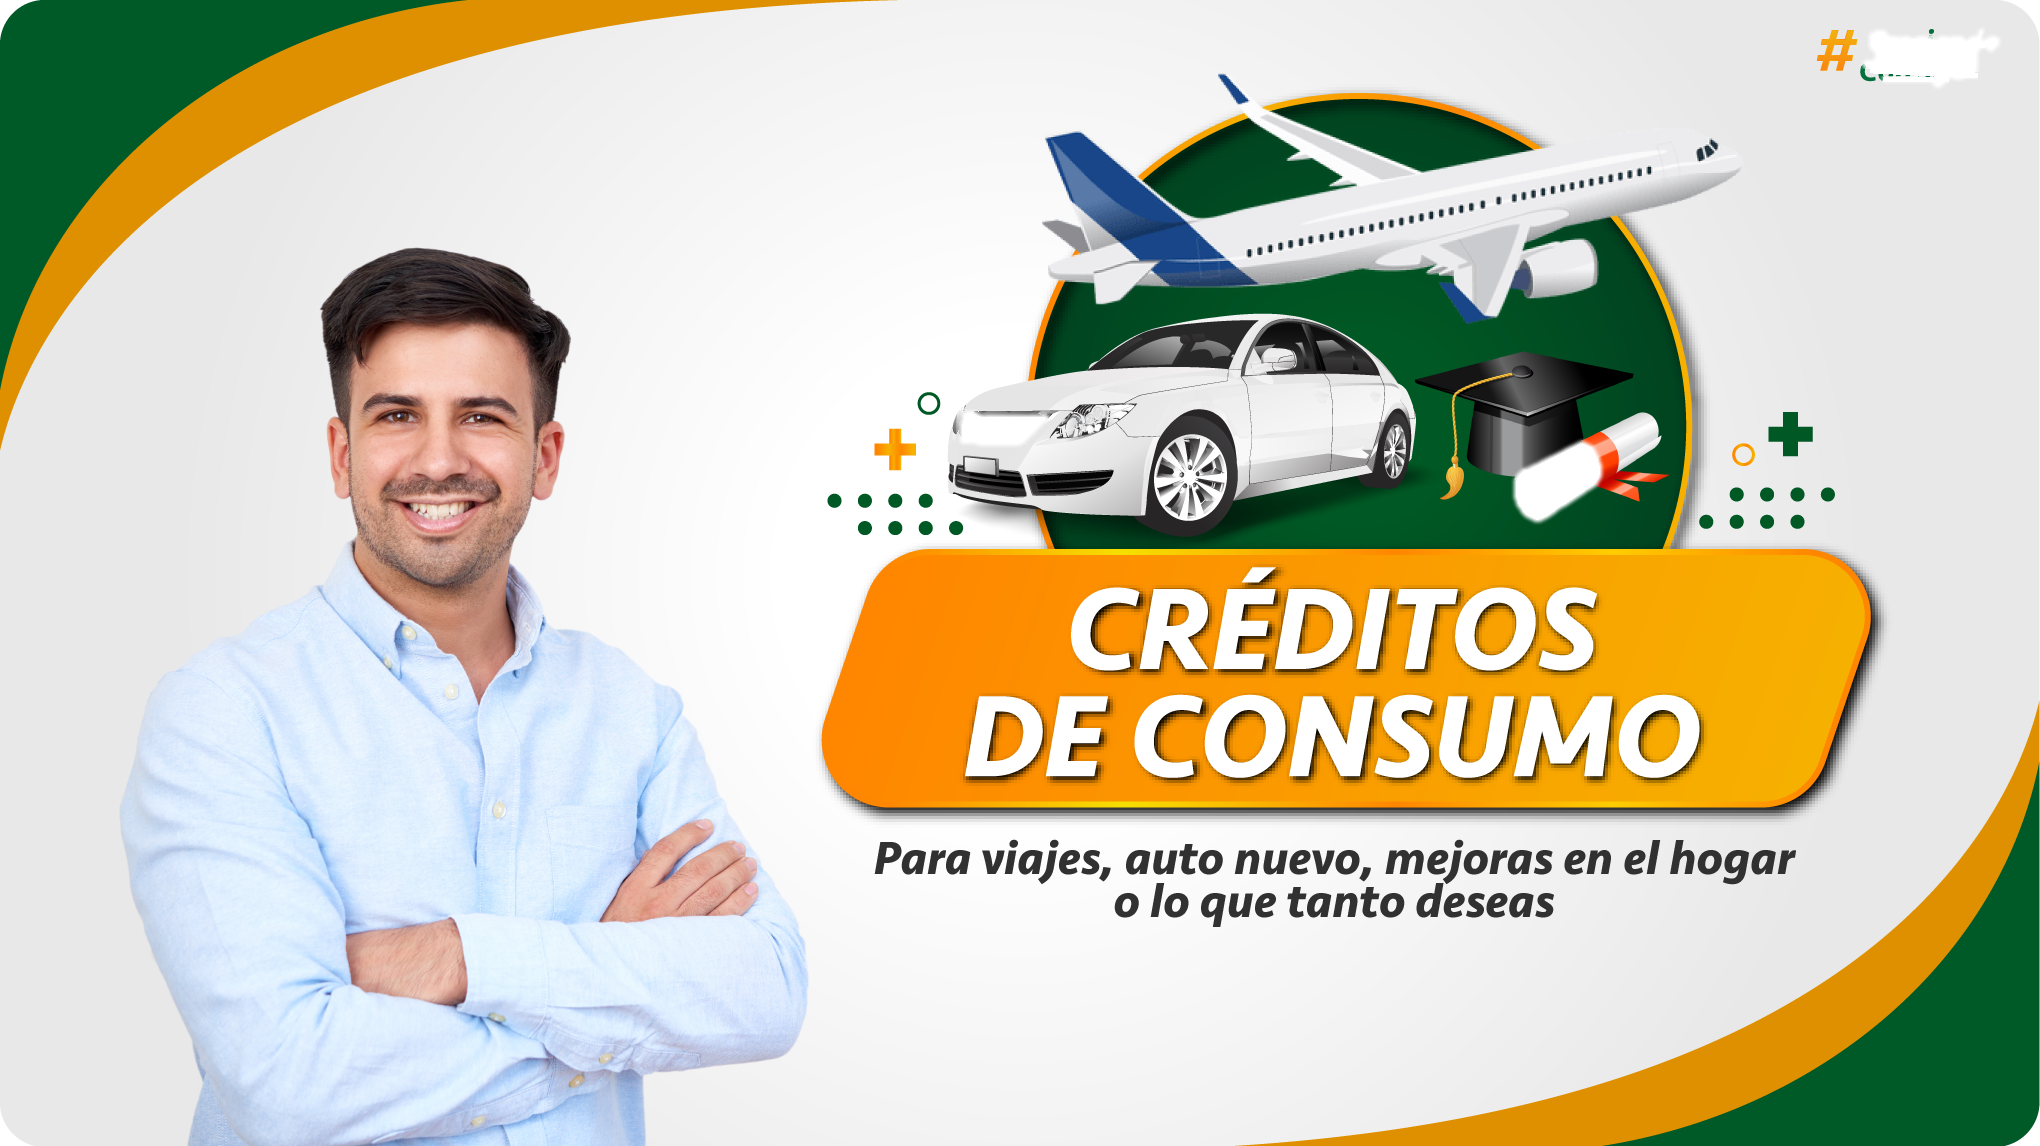 #
CRÉDITOS
DE CONSUMO
Para viajes, auto nuevo, mejoras en el hogar
o lo que tanto deseas